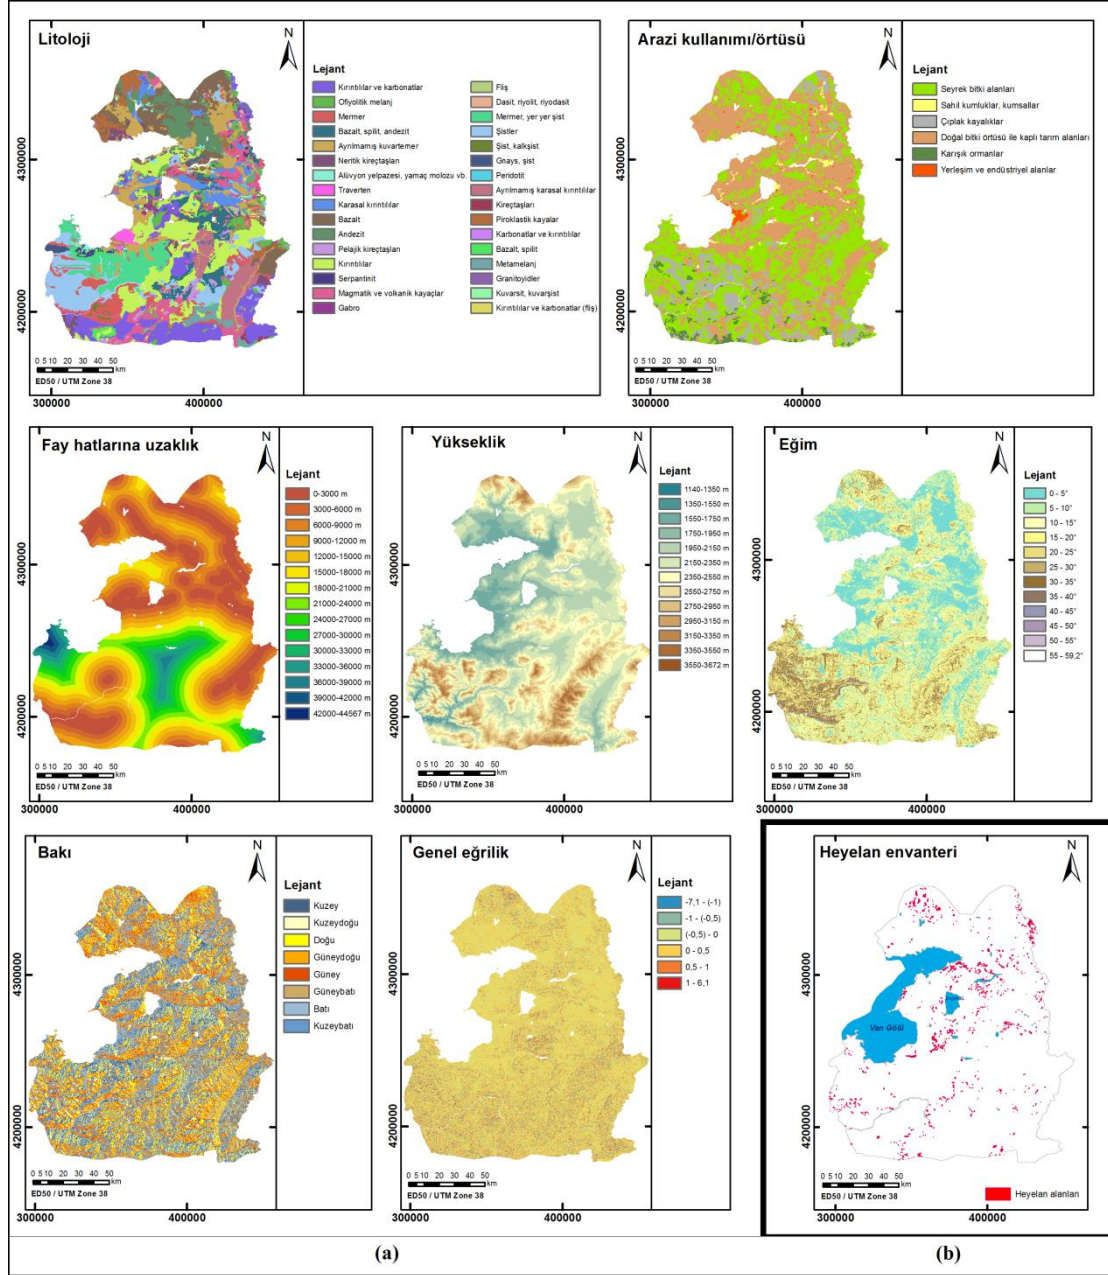 Litoloji
N
Lejant
Kırıntılılar ve karbonatlar
Ofiyolitik melanj
Mermer
Bazalt, spilit, andezit
Ayrılmamış kuvarterner
Neritik kireçtaşları
Alüvyon yelpazesi, yamaç molozu vb.
Travertен
Karasal kırıntılılar
Bazalt
Andezit
Pelajik kireçtaşları
Kırıntılılar
Serpantinit
Magmatik ve volkanik kayaçlar
Gabro
Fliş
Dasit, riyolit, riyodasit
Mermer, yer yer şist
Şistler
Şist, kalkşist
Gnays, şist
Peridotit
Ayrılmamış karasal kırıntılılar
Kireçtaşları
Piroklastik kayalar
Karbonatlar ve kırıntılılar
Bazalt, spilit
Metamelanj
Granitoyidler
Kuvarsit, kuvarşist
Kırıntılılar ve karbonatlar (fliş)
4300000
4200000
0 5 10 20 30 40 50
km
ED50 / UTM Zone 38
300000 400000
Arazi kullanımı/örtüsü
N
Lejant
Seyrek bitki alanları
Sahil kumluklar, kumsallar
Çıplak kayalıklar
Doğal bitki örtüsü ile kaplı tarım alanları
Karışık ormanlar
Yerleşim ve endüstriyel alanlar
4300000
4200000
0 5 10 20 30 40 50
km
ED50 / UTM Zone 38
300000 400000
Fay hatlarına uzaklık
N
Lejant
0-3000 m
3000-6000 m
6000-9000 m
9000-12000 m
12000-15000 m
15000-18000 m
18000-21000 m
21000-24000 m
24000-27000 m
27000-30000 m
30000-33000 m
33000-36000 m
36000-39000 m
39000-42000 m
42000-44567 m
4300000
4200000
0 5 10 20 30 40 50
km
ED50 / UTM Zone 38
300000 400000
Yükseklik
N
Lejant
1140-1350 m
1350-1550 m
1550-1750 m
1750-1950 m
1950-2150 m
2150-2350 m
2350-2550 m
2550-2750 m
2750-2950 m
2950-3150 m
3150-3350 m
3350-3550 m
3550-3672 m
4300000
4200000
0 5 10 20 30 40 50
km
ED50 / UTM Zone 38
300000 400000
Eğim
N
Lejant
0 - 5°
5 - 10°
10 - 15°
15 - 20°
20 - 25°
25 - 30°
30 - 35°
35 - 40°
40 - 45°
45 - 50°
50 - 55°
55 - 59,2°
4300000
4200000
0 5 10 20 30 40 50
km
ED50 / UTM Zone 38
300000 400000
Bakı
N
Lejant
Kuzey
Kuzeydoğu
Doğu
Güneydoğu
Güney
Güneybatı
Batı
Kuzeybatı
4300000
4200000
0 5 10 20 30 40 50
km
ED50 / UTM Zone 38
300000 400000
Genel eğrilik
N
Lejant
-7,1 - (-1)
-1 - (-0,5)
(-0,5) - 0
0 - 0,5
0,5 - 1
1 - 6,1
4300000
4200000
0 5 10 20 30 40 50
km
ED50 / UTM Zone 38
300000 400000
Heyelan envanteri
N
Van Gölü
4300000
4200000
0 5 10 20 30 40 50
km
ED50 / UTM Zone 38
Heyelan alanları
300000 400000
(a) (b)